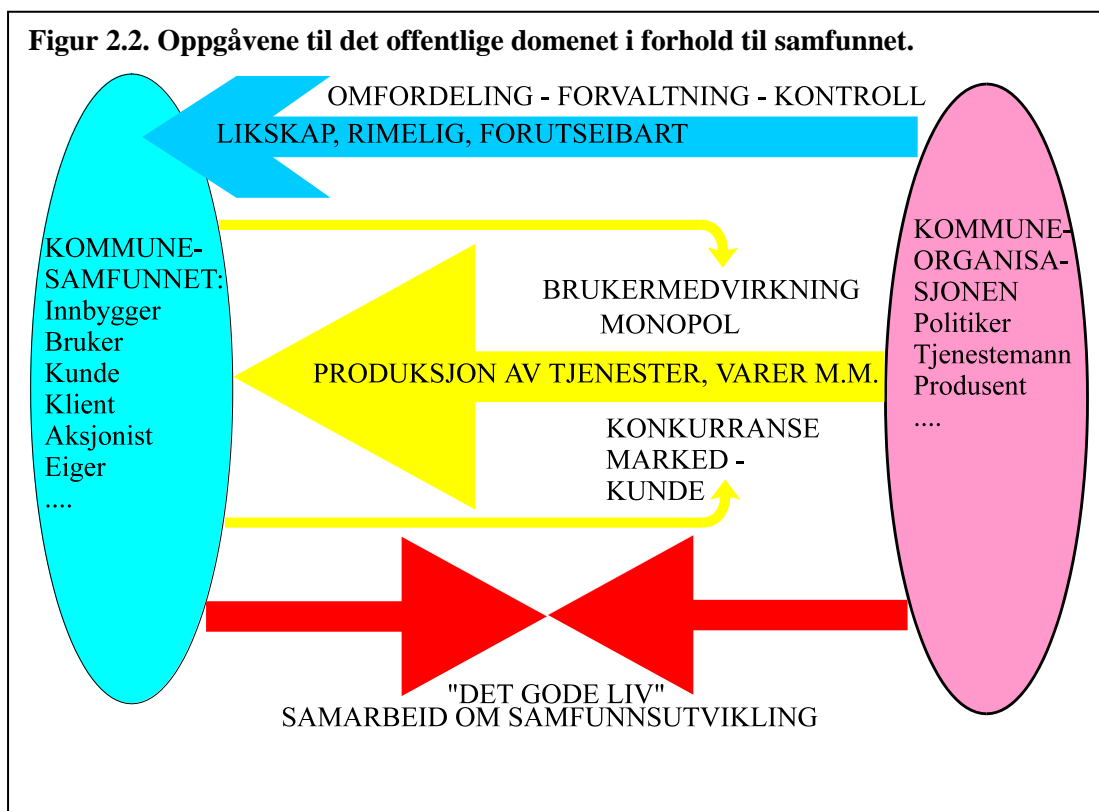 Figur 2.2. Oppgåvene til det offentlige domenet i forhold til samfunnet.
OMFORDELING - FORVALTNING - KONTROLL
LIKSKAP, RIMELIG, FORUTSEIBART
KOMMUNE-
SAMFUNNET:
Innbygger
Bruker
Kunde
Klient
Aksjonist
Eiger
....
BRUKERMEDVIRKNING
MONOPOL
PRODUKSJON AV TJENESTER, VARER M.M.
KONKURRANSE
MARKED -
KUNDE
KOMMUNE-
ORGANISA-
SJONEN
Politiker
Tjenestemann
Produsent
....
"DET GODE LIV"
SAMARBEID OM SAMFUNNSUTVIKLING